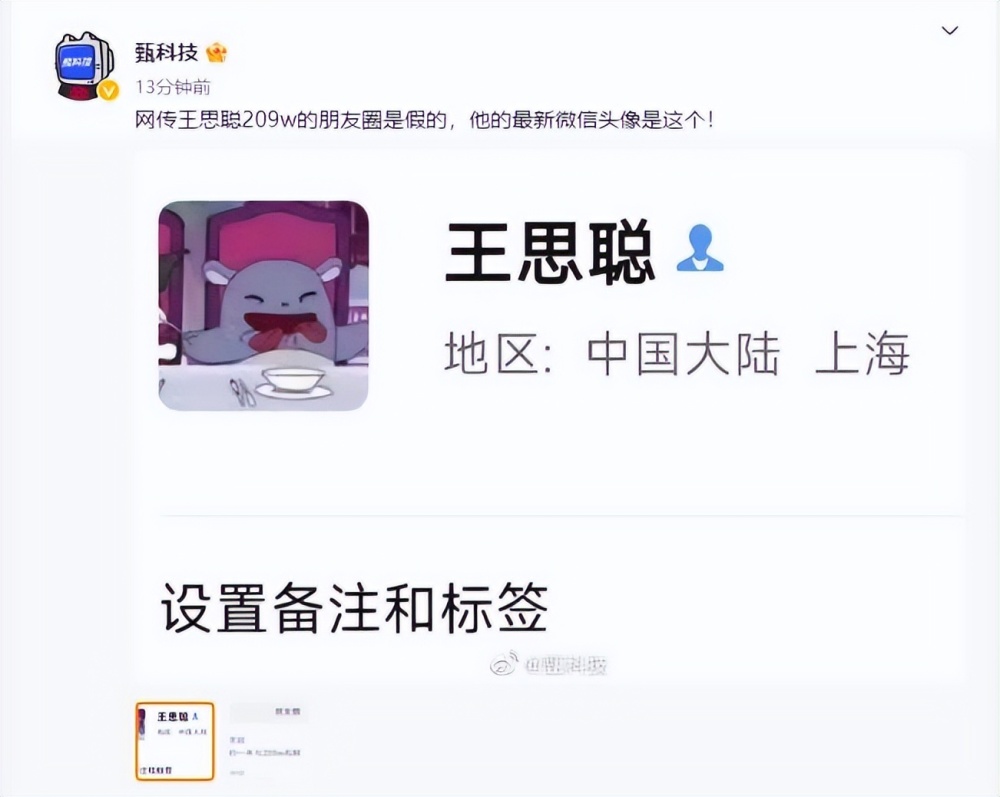 甄科技
甄科技
13分钟前
网传王思聪209w的朋友圈是假的，他的最新微信头像是这个！
王思聪
地区：中国大陆 上海
设置备注和标签
@甄科技
王思聪
朋友圈